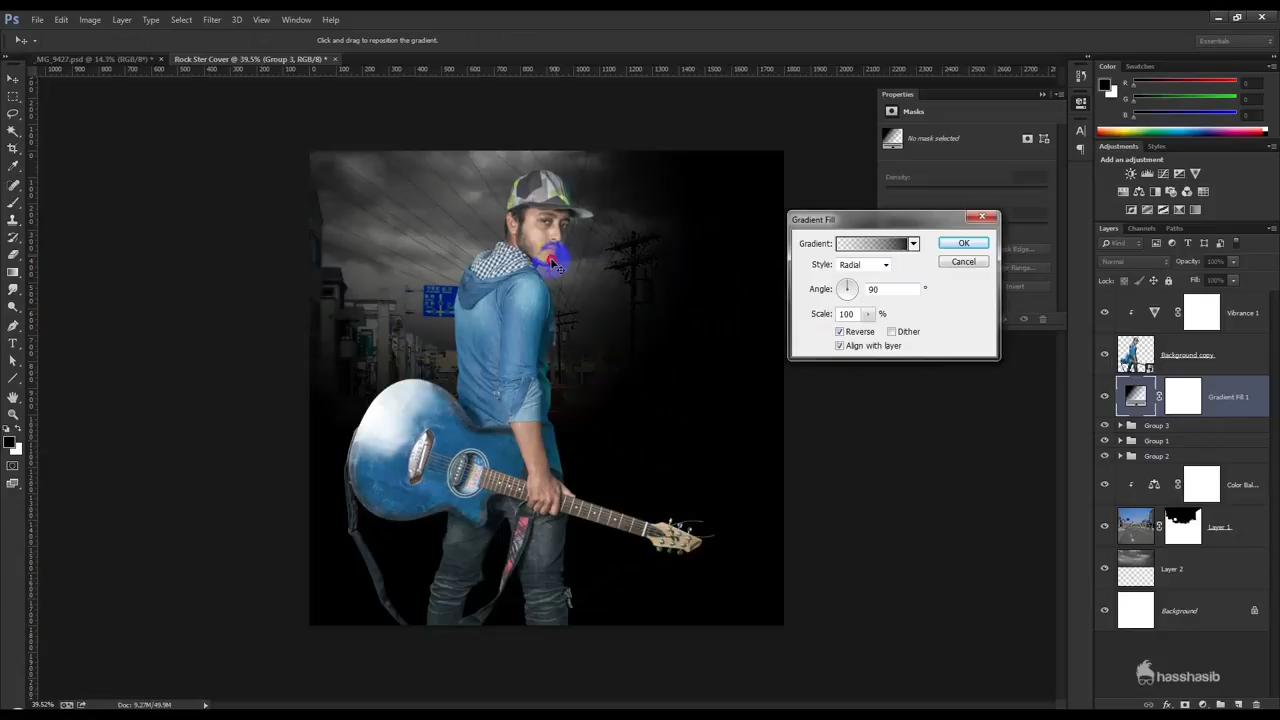 Ps File Edit Image Layer Type Select Filter 3D View Window Help
Click and drag to reposition the gradient.
Essentials
_MG_9427.psd @ 14.3% (RGB/8*) * × Rock Ster Cover @ 39.5% (Group 3, RGB/8) * ×
Properties
Masks
No mask selected
Density:
Color Swatches
R 0
G 0
B 0
Adjustments Styles
Add an adjustment
Gradient Fill
Gradient: OK
Style: Radial Cancel
Angle: 90 °
Scale: 100 %
Reverse Dither
Align with layer
Layers Channels Paths
Kind
Normal Opacity: 100%
Lock: Fill: 100%
Vibrance 1
Background copy
Gradient Fill 1
Group 3
Group 1
Group 2
Color Bal...
Layer 1
Layer 2
Background
hasshasib
39.52% Doc: 9.27M/49.9M